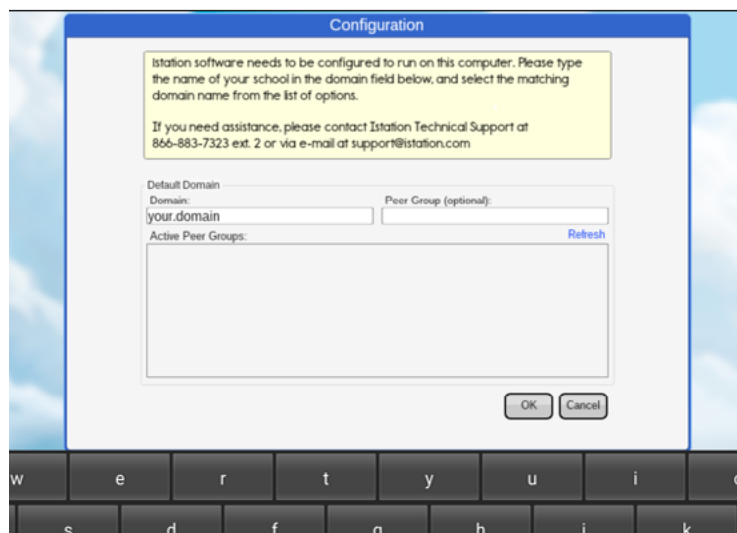 Configuration
Istation software needs to be configured to run on this computer. Please type
the name of your school in the domain field below, and select the matching
domain name from the list of options.
If you need assistance, please contact Istation Technical Support at
866-883-7323 ext. 2 or via e-mail at support@istation.com
Default Domain
Domain: Peer Group (optional):
your.domain
Active Peer Groups: Refresh
OK Cancel
w e r t y u i
s d f g h j k